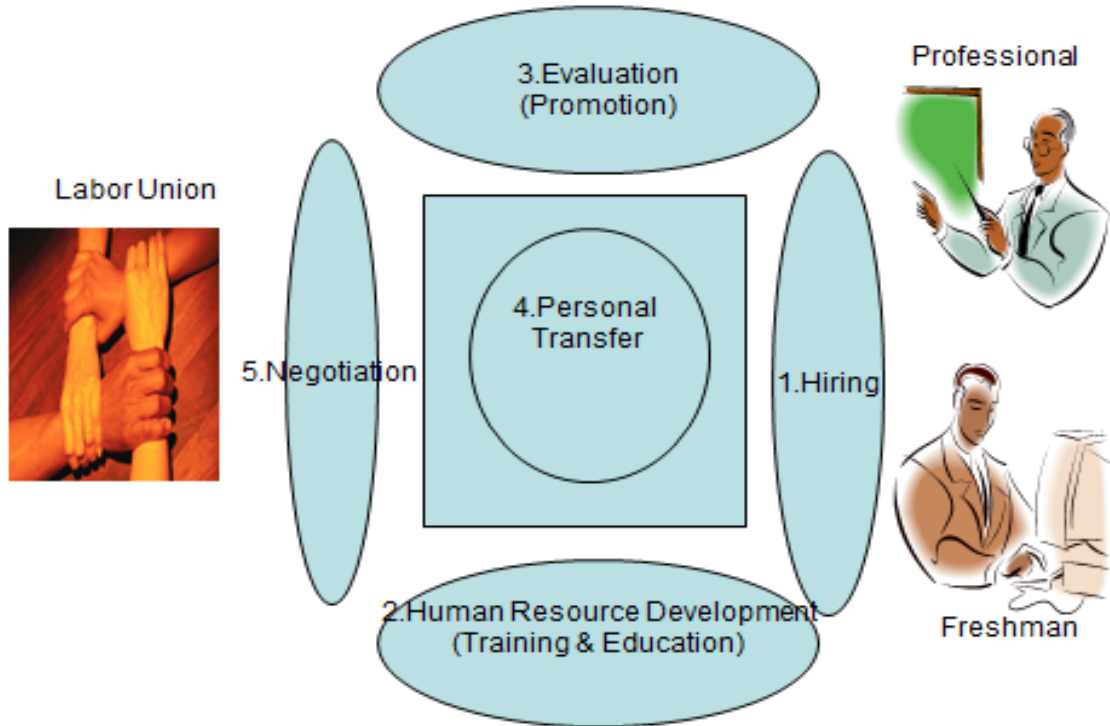 3.Evaluation
(Promotion)
Professional
Labor Union
4.Personal
Transfer
5.Negotiation
1.Hiring
2.Human Resource Development
(Training & Education)
Freshman